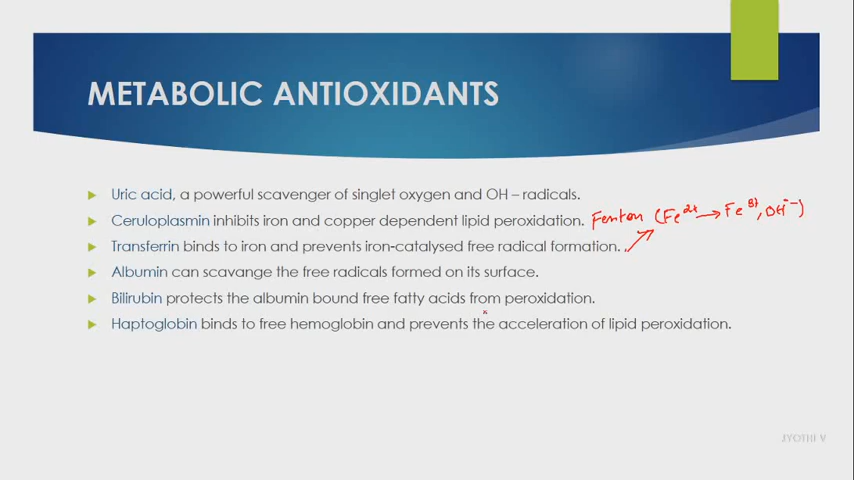 METABOLIC ANTIOXIDANTS
Uric acid, a powerful scavenger of singlet oxygen and OH – radicals.
Ceruloplasmin inhibits iron and copper dependent lipid peroxidation. Fenton (Fe²⁺ → Fe³⁺, OH⁻)
Transferrin binds to iron and prevents iron-catalysed free radical formation.
Albumin can scavange the free radicals formed on its surface.
Bilirubin protects the albumin bound free fatty acids from peroxidation.
Haptoglobin binds to free hemoglobin and prevents the acceleration of lipid peroxidation.
JYOTHI V